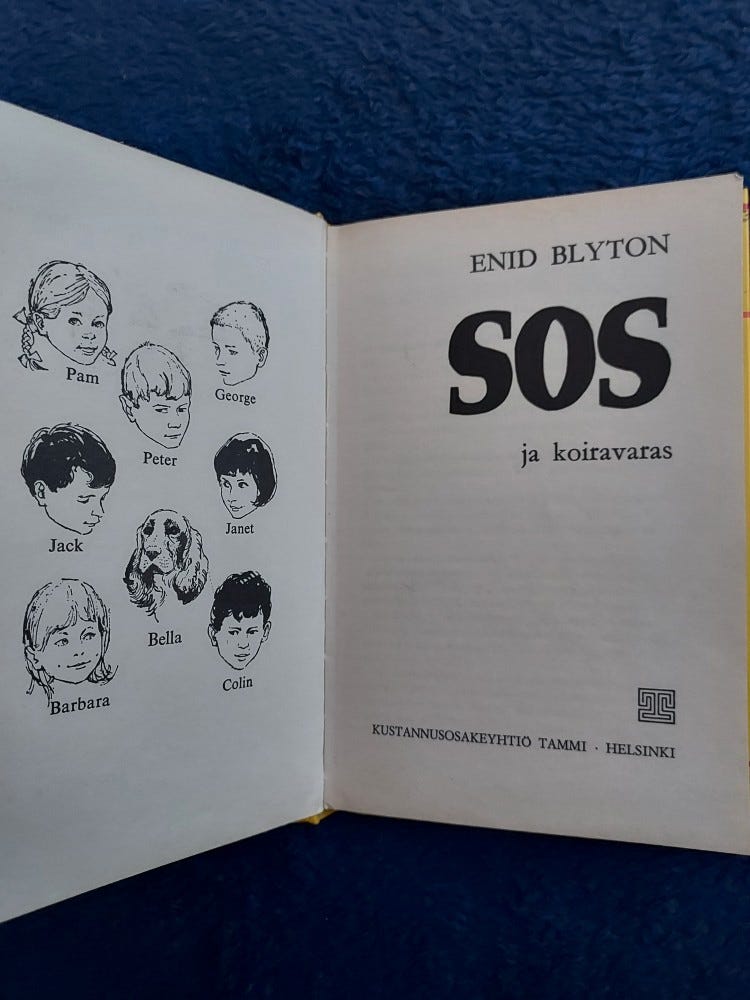 Pam
George
Peter
Jack
Janet
Bella
Colin
Barbara
ENID BLYTON
SOS
ja koiravaras
KUSTANNUSOSAKEYHTIÖ TAMMI · HELSINKI